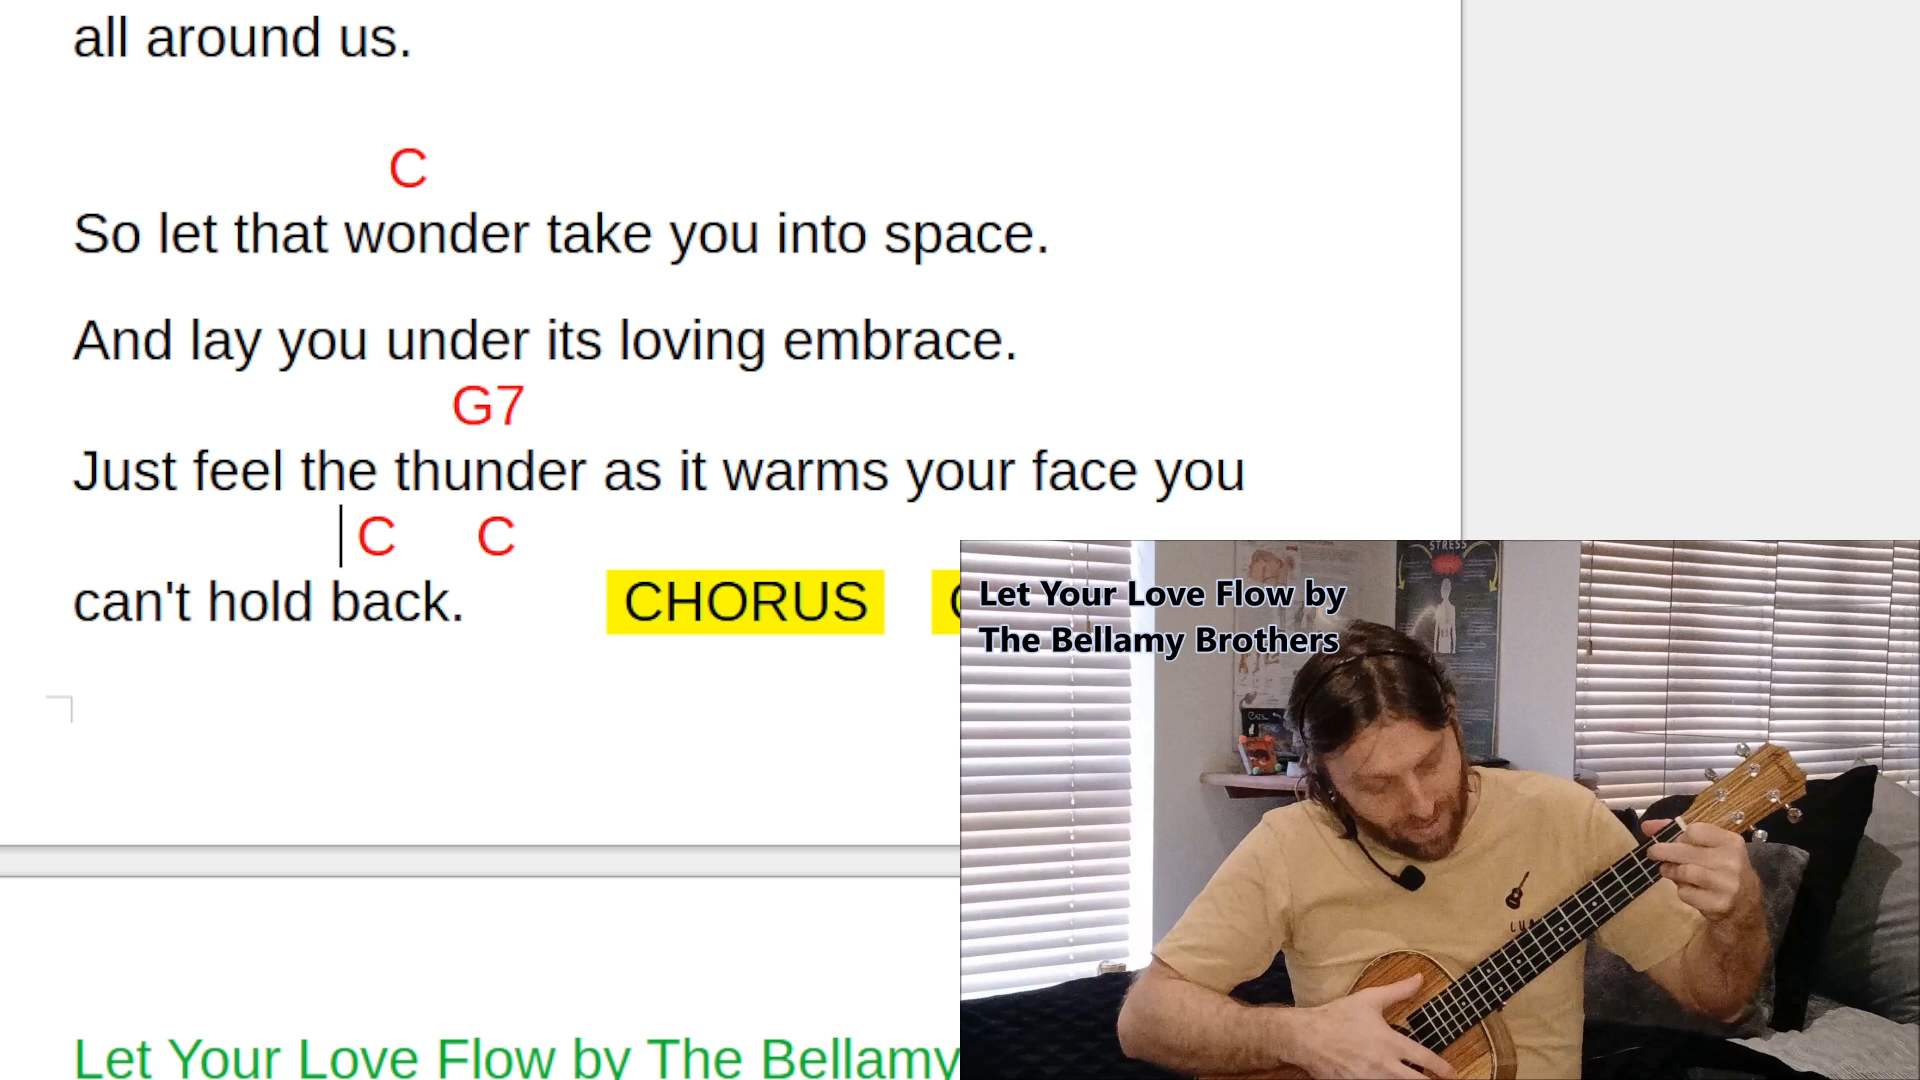 all around us.
C
So let that wonder take you into space.
And lay you under its loving embrace.
G7
Just feel the thunder as it warms your face you
C C
can't hold back. CHORUS
Let Your Love Flow by
The Bellamy Brothers
STRESS
Let Your Love Flow by The Bellamy